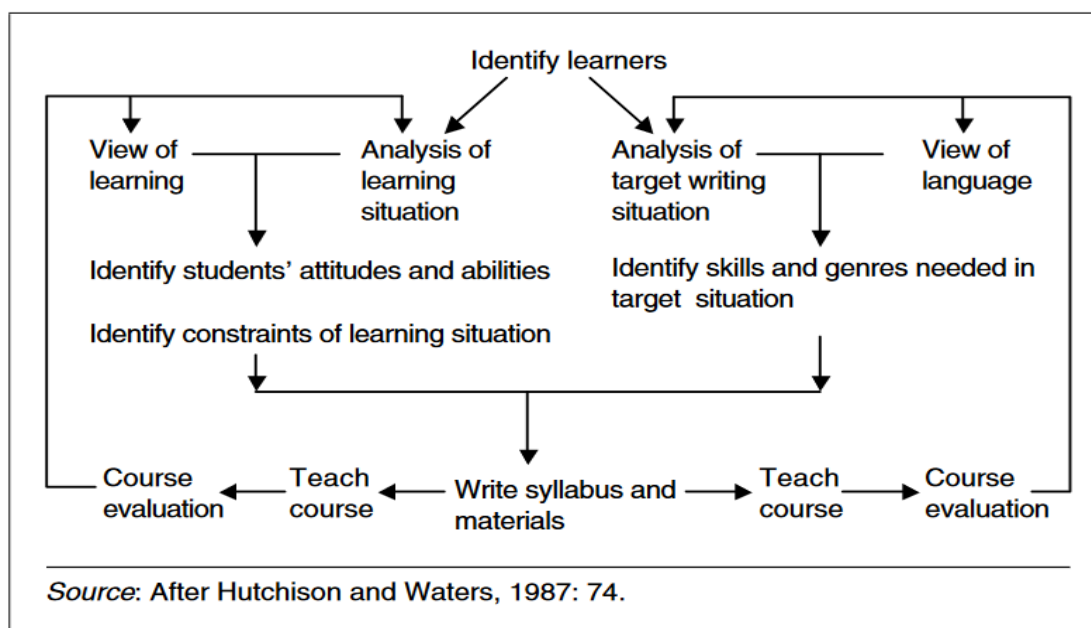 Identify learners
View of
learning
Analysis of
learning
situation
Analysis of
target writing
situation
View of
language
Identify students’ attitudes and abilities
Identify constraints of learning situation
Identify skills and genres needed in
target situation
Course
evaluation
Teach
course
Write syllabus and
materials
Teach
course
Course
evaluation
Source: After Hutchison and Waters, 1987: 74.